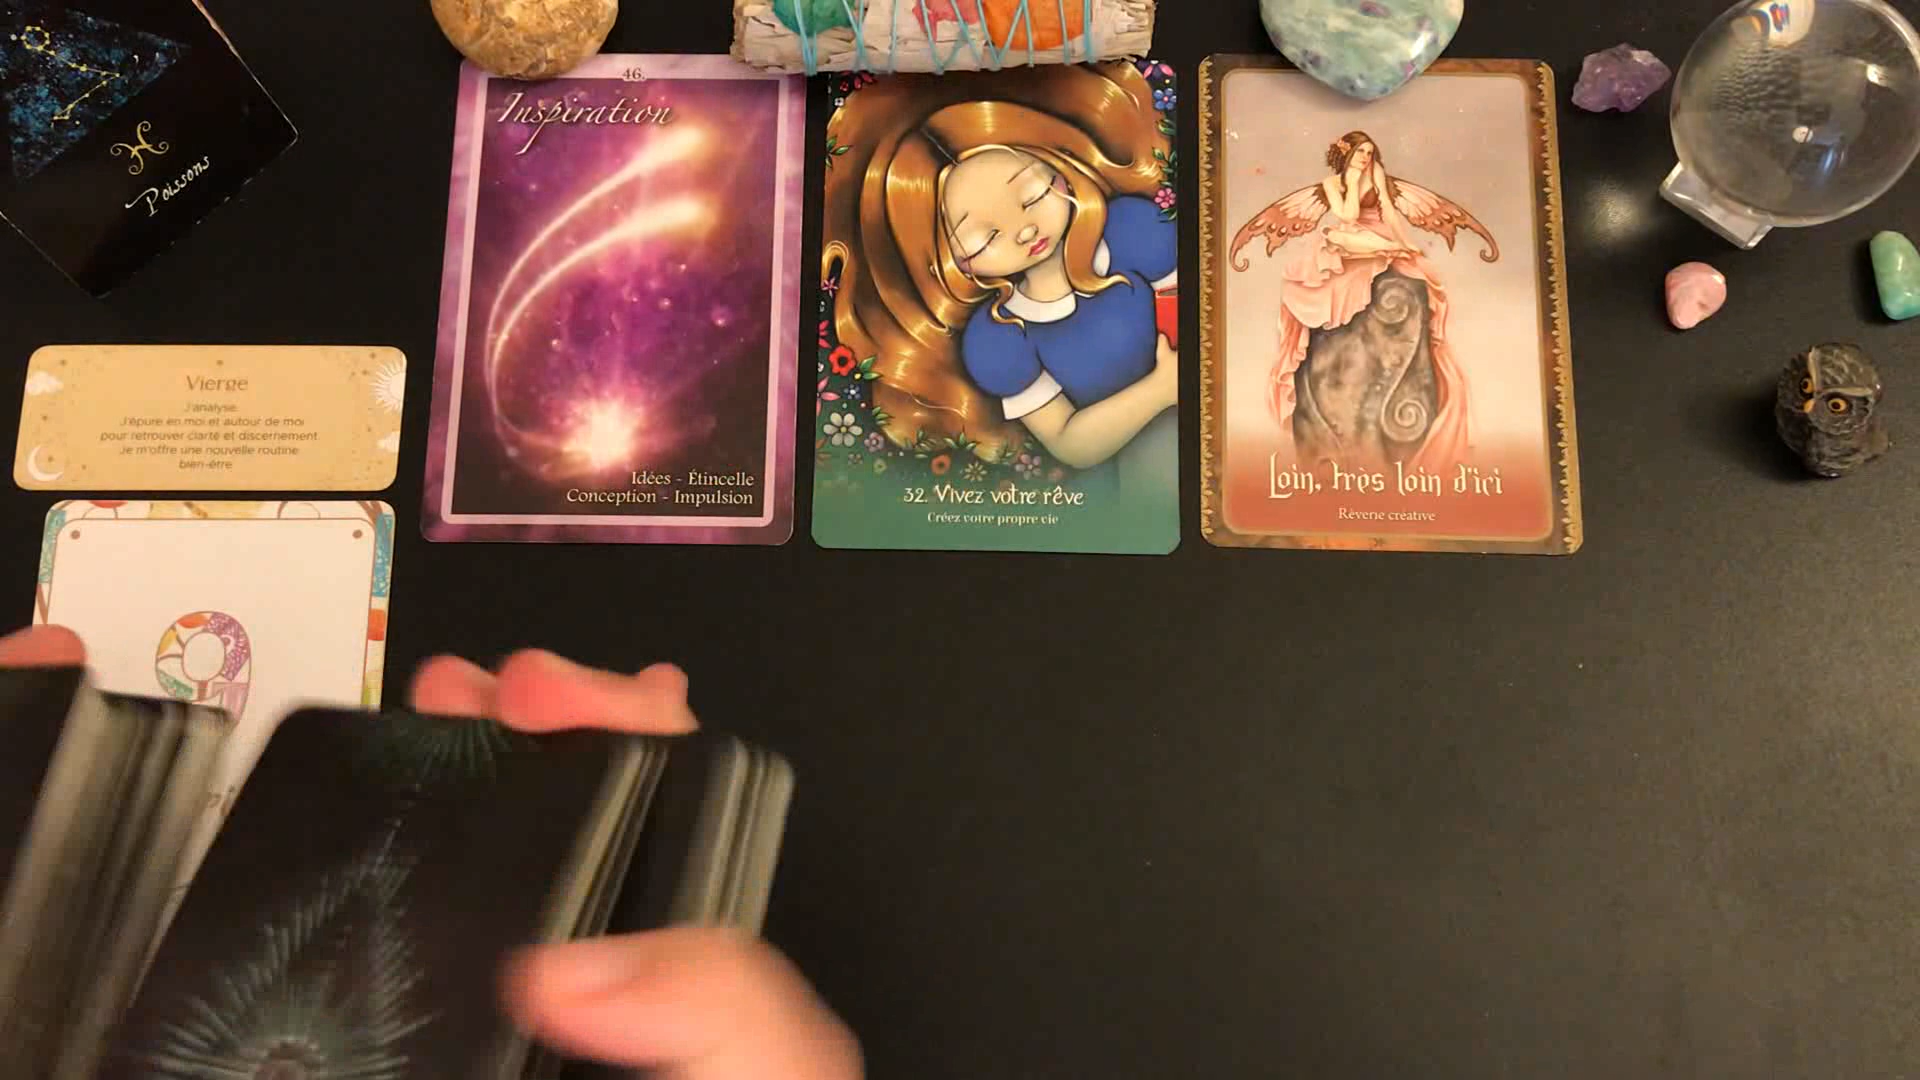 Poissons
46.
Inspiration
Idées - Étincelle
Conception - Impulsion
32. Vivez votre rêve
Créez votre propre vie
Loin, très loin d'ici
Rêverie créative
Vierge
J'analyse.
J'épure en moi et autour de moi
pour retrouver clarté et discernement.
Je m'offre une nouvelle routine
bien-être.
9